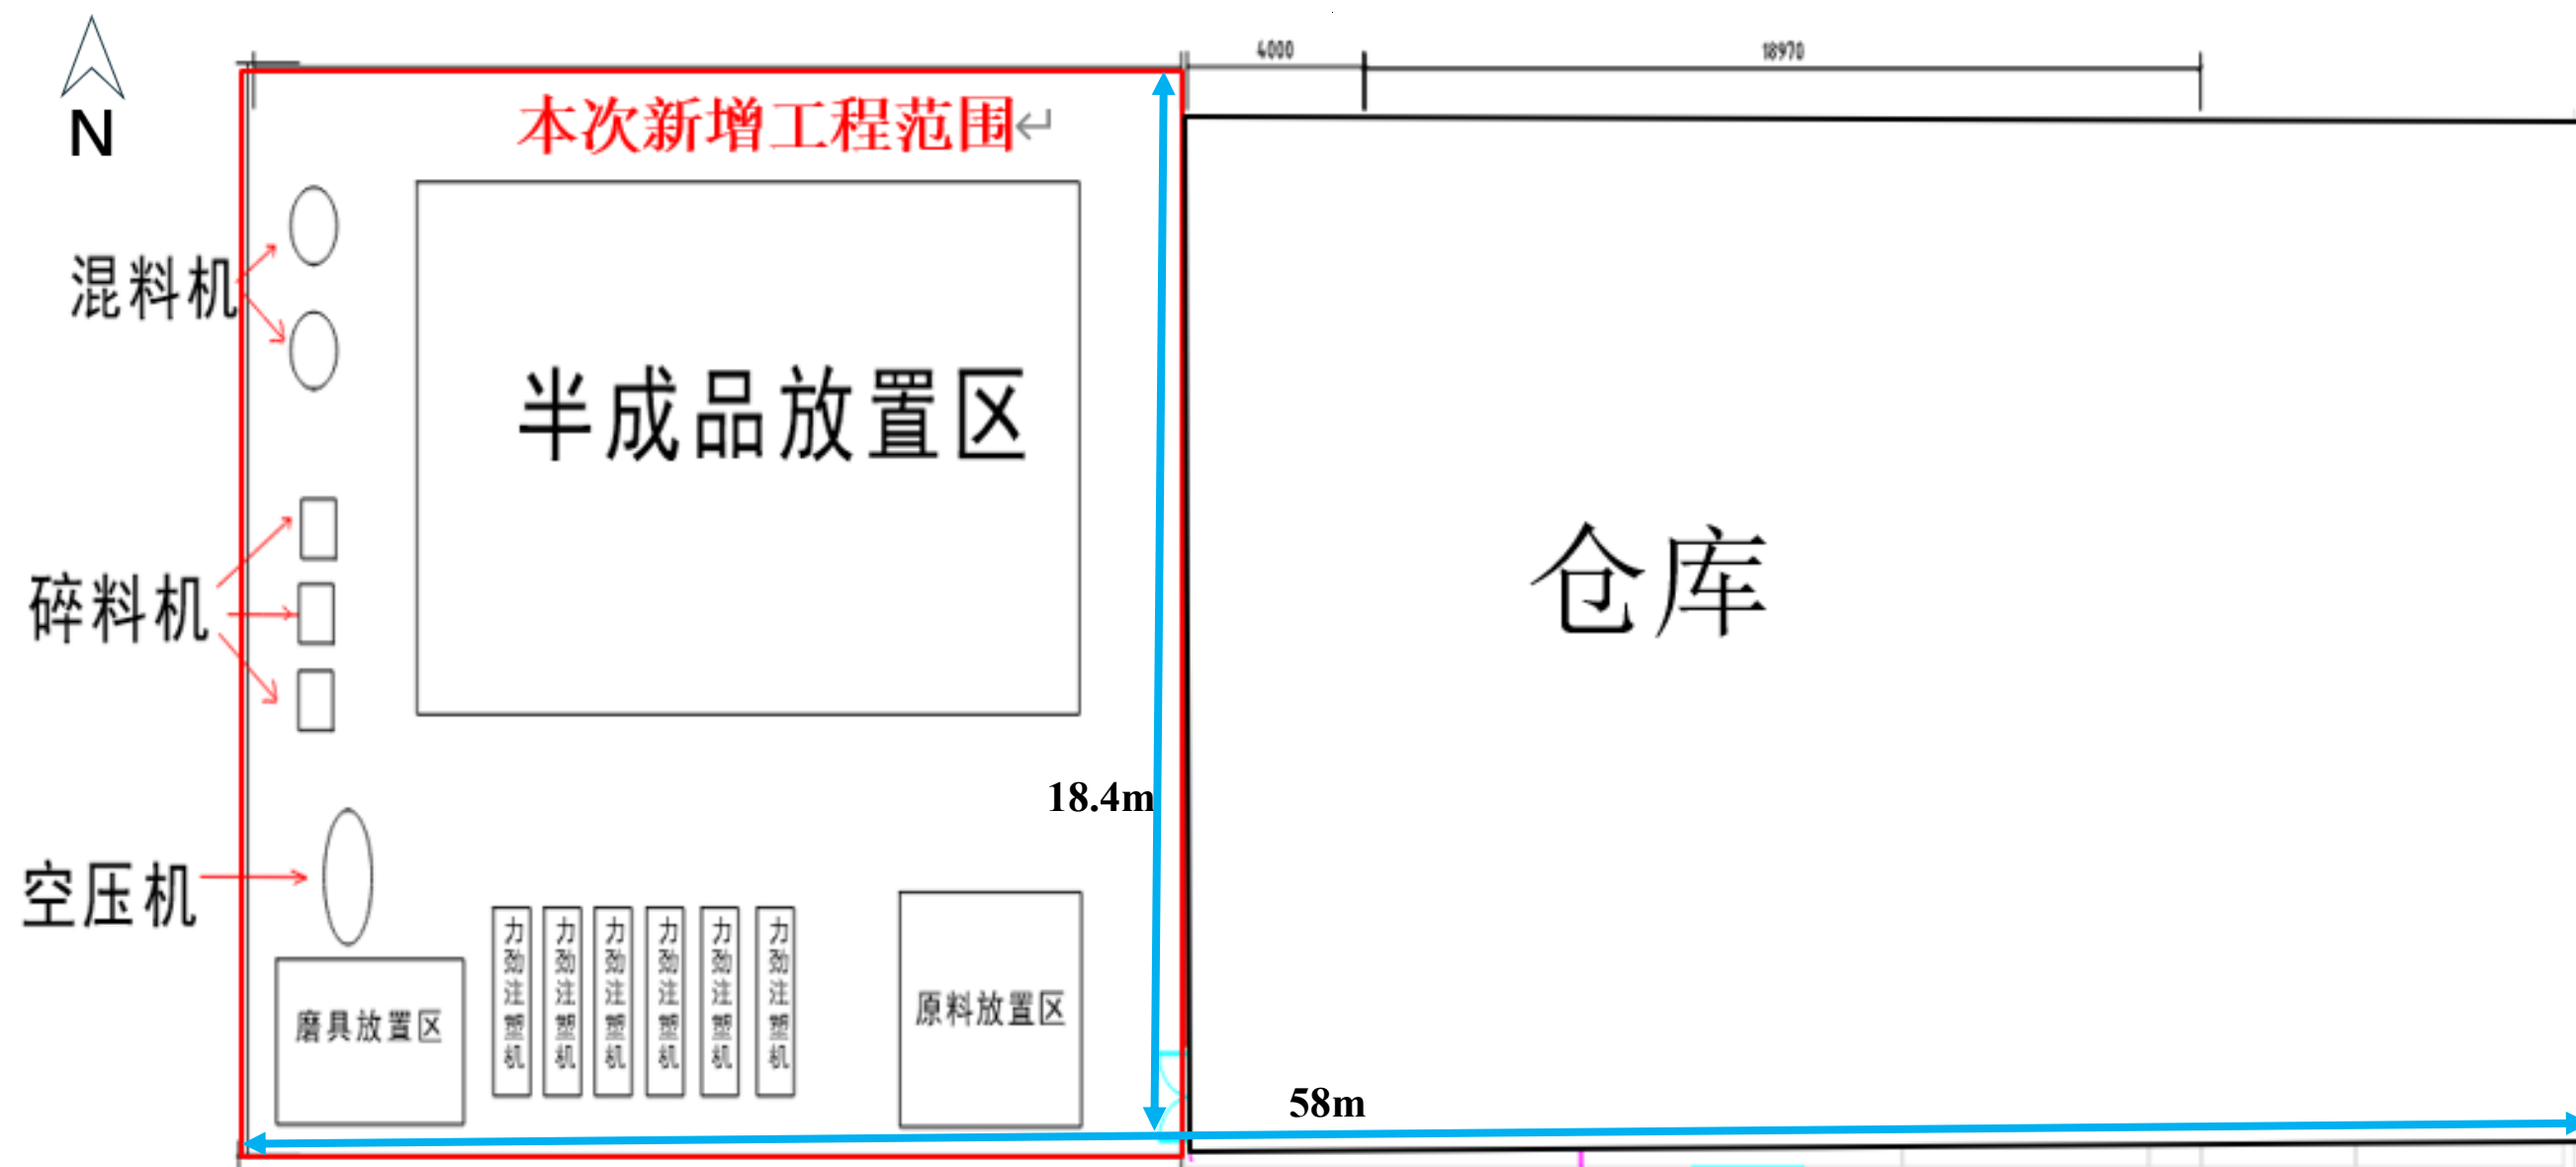 4000
18970
本次新增工程范围
N
混料机
半成品放置区
仓库
碎料机
18.4m
空压机
力劲注塑机
力劲注塑机
力劲注塑机
力劲注塑机
力劲注塑机
力劲注塑机
原料放置区
磨具放置区
58m